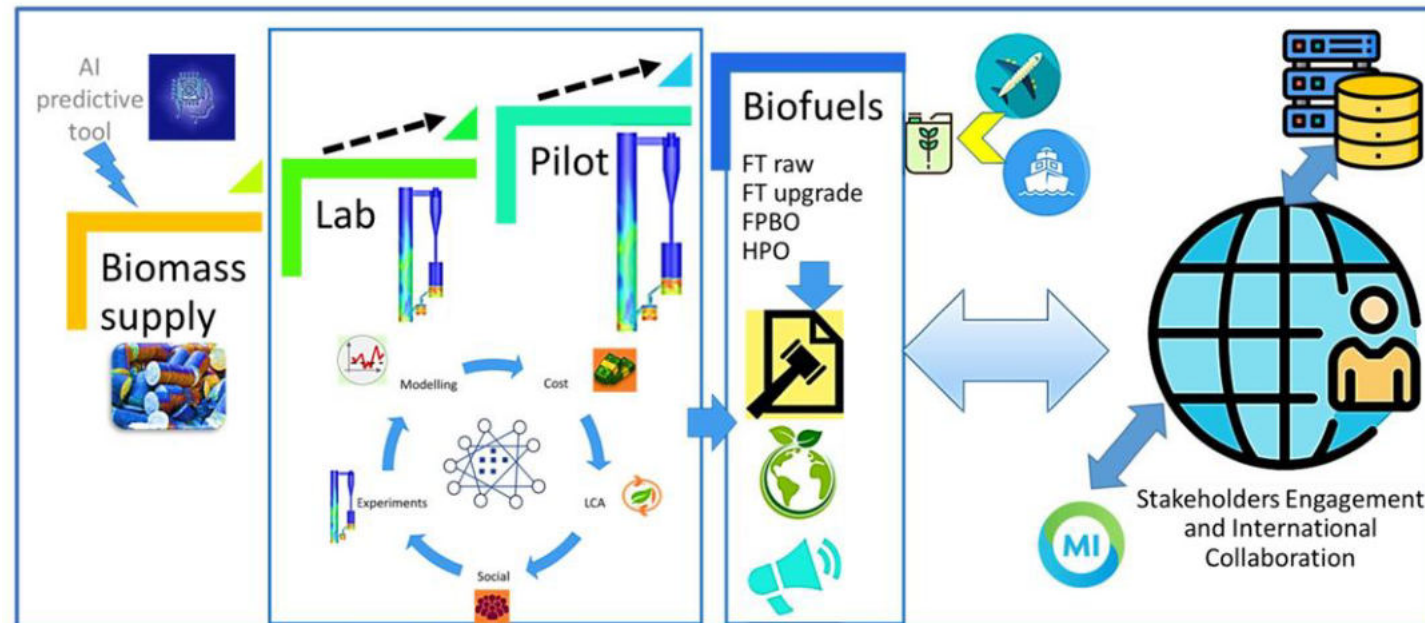 AI
predictive
tool
Biomass
supply
Lab
Pilot
Modelling
Cost
LCA
Social
Experiments
Biofuels
FT raw
FT upgrade
FPBO
HPO
MI
Stakeholders Engagement
and International
Collaboration